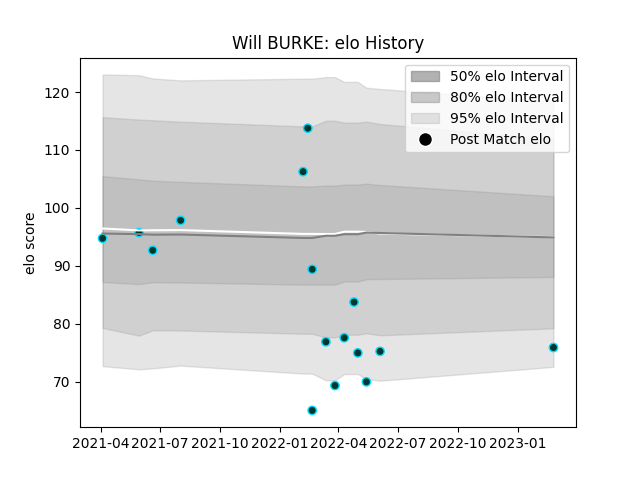 Will BURKE: elo History
50% elo Interval
80% elo Interval
95% elo Interval
Post Match elo
elo score
120
110
100
90
80
70
2021-04 2021-07 2021-10 2022-01 2022-04 2022-07 2022-10 2023-01